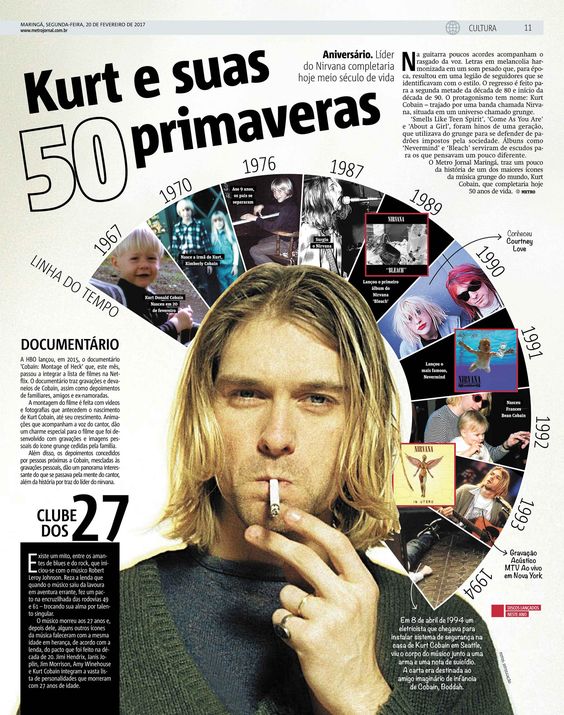 MARINGÁ, SEGUNDA-FEIRA, 20 DE FEVEREIRO DE 2017
www.metrojornal.com.br
CULTURA 11
Kurt e suas
50 primaveras
Aniversário. Líder
do Nirvana completaria
hoje meio século de vida
Na guitarra poucos acordes acompanham o
rasgado da voz. Letras em melancolia har-
monizada em um som pesado que, para épo-
ca, resultou em uma legião de seguidores que se
identificavam com o estilo. O regresso é feito pa-
ra a segunda metade da década de 80 e início da
década de 90. O protagonismo tem nome: Kurt
Cobain – trajado por uma banda chamada Nirva-
na, situada em um universo chamado grunge.
‘Smells Like Teen Spirit’, ‘Come As You Are’
e ‘About a Girl’, foram hinos de uma geração,
que utilizava do grunge para se defender de pa-
drões impostos pela sociedade. Álbuns como
‘Nevermind’ e ‘Bleach’ serviram de escudos pa-
ra os que pensavam um pouco diferente.
O Metro Jornal Maringá, traz um pouco
da história de um dos maiores ícones
da música grunge do mundo, Kurt
Cobain, que completaria hoje
50 anos de vida. METRO
LINHA DO TEMPO
1967
Kurt Donald Cobain
Nasceu em 20
de fevereiro
1970
Nasce a irmã do Kurt,
Kimberly Cobain
1976
Aos 9 anos,
os pais se
separaram
1987
Surgiu
o Nirvana
1989
NIRVANA
"BLEACH"
Lançou o primeiro
álbum do
Nirvana
‘Bleach’
1990
Conheceu
Courtney
Love
1991
Lançou o
mais famoso,
Nevermind
NIRVANA
1992
Nasceu
Frances
Bean Cobain
1993
NIRVANA
IN UTERO
Gravação
Acústico
MTV Ao vivo
em Nova York
1994
DISCOS LANÇADOS
NESTE ANO
Em 8 de abril de 1994 um
eletricista que chegava para
instalar sistema de segurança na
casa de Kurt Cobain em Seattle,
viu o corpo do músico junto a uma
arma e uma nota de suicídio.
A carta era destinada ao
amigo imaginário de infância
de Cobain, Boddah.
DOCUMENTÁRIO
A HBO lançou, em 2015, o documentário
‘Cobain: Montage of Heck’ que, este mês,
passou a integrar a lista de filmes na Net-
flix. O documentário traz gravações e deva-
neios de Cobain, assim como depoimentos
de familiares, amigos e ex-namoradas.
A montagem do filme é feita com vídeos
e fotografias que antecedem o nascimento
de Kurt Cobain, até seu crescimento. Anima-
ções que acompanham a voz do cantor, dão
um charme especial para o filme que foi de-
senvolvido com gravações e imagens pes-
soais do ícone grunge cedidas pela família.
Além disso, os depoimentos concedidos
por pessoas próximas a Cobain, mescladas às
gravações pessoais, dão um panorama interes-
sante do que se passava pela mente do cantor,
além da história por traz do líder do nirvana.
CLUBE
DOS 27
Existe um mito, entre os aman-
tes de blues e do rock, que ini-
ciou-se com o músico Robert
Leroy Johnson. Reza a lenda que
quando o músico saiu da lavoura
em aventura errante, fez um pac-
to na encruzilhada das rodovias 49
e 61 – trocando sua alma por talen-
to singular.
O músico morreu aos 27 anos e,
depois dele, alguns outros ícones
da música faleceram com a mesma
idade em herança, de acordo com a
lenda, do pacto que foi feito na dé-
cada de 20. Jimi Hendrix, Janis Jo-
plin, Jim Morrison, Amy Winehouse
e Kurt Cobain integram a vasta lis-
ta de personalidades que morreram
com 27 anos de idade.
FOTOS: DIVULGAÇÃO